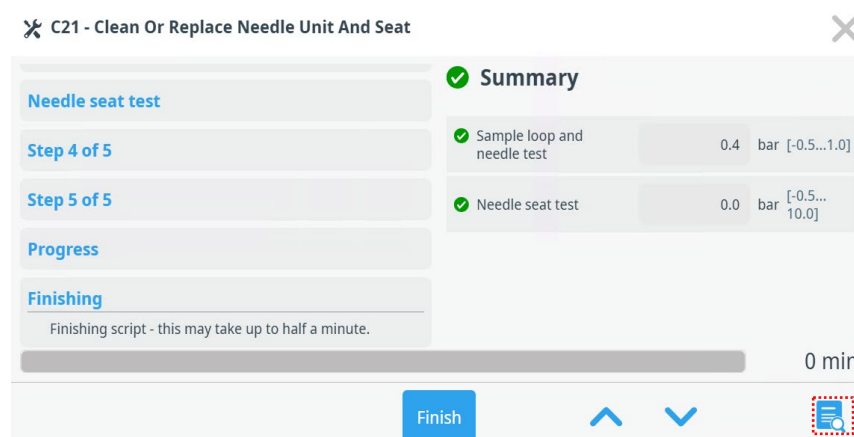 C21 - Clean Or Replace Needle Unit And Seat
Needle seat test
Step 4 of 5
Step 5 of 5
Progress
Finishing
Finishing script - this may take up to half a minute.
Summary
Sample loop and
needle test
0.4 bar [-0.5...1.0]
Needle seat test
0.0 bar [-0.5...
10.0]
0 min
Finish